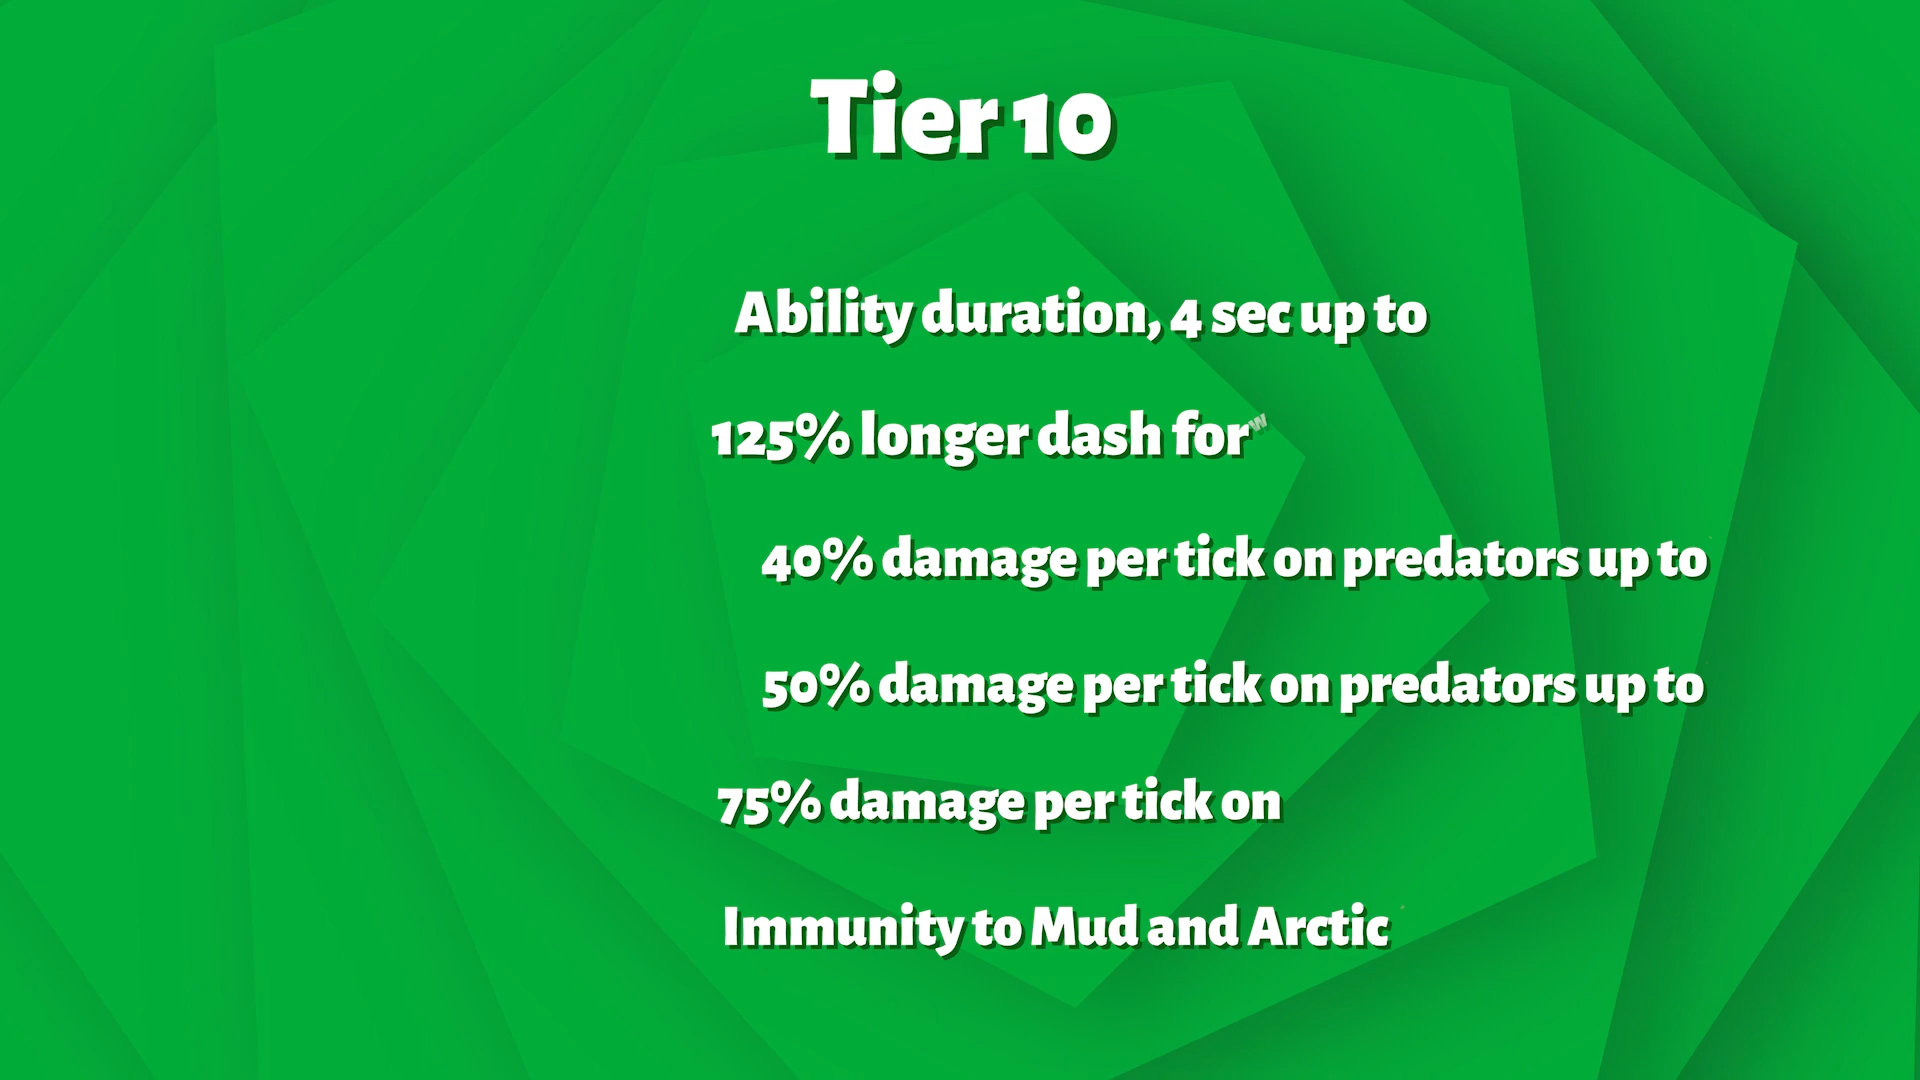 Tier 10
Ability duration, 4 sec up to
125% longer dash for w
40% damage per tick on predators up to
50% damage per tick on predators up to
75% damage per tick on
Immunity to Mud and Arctic